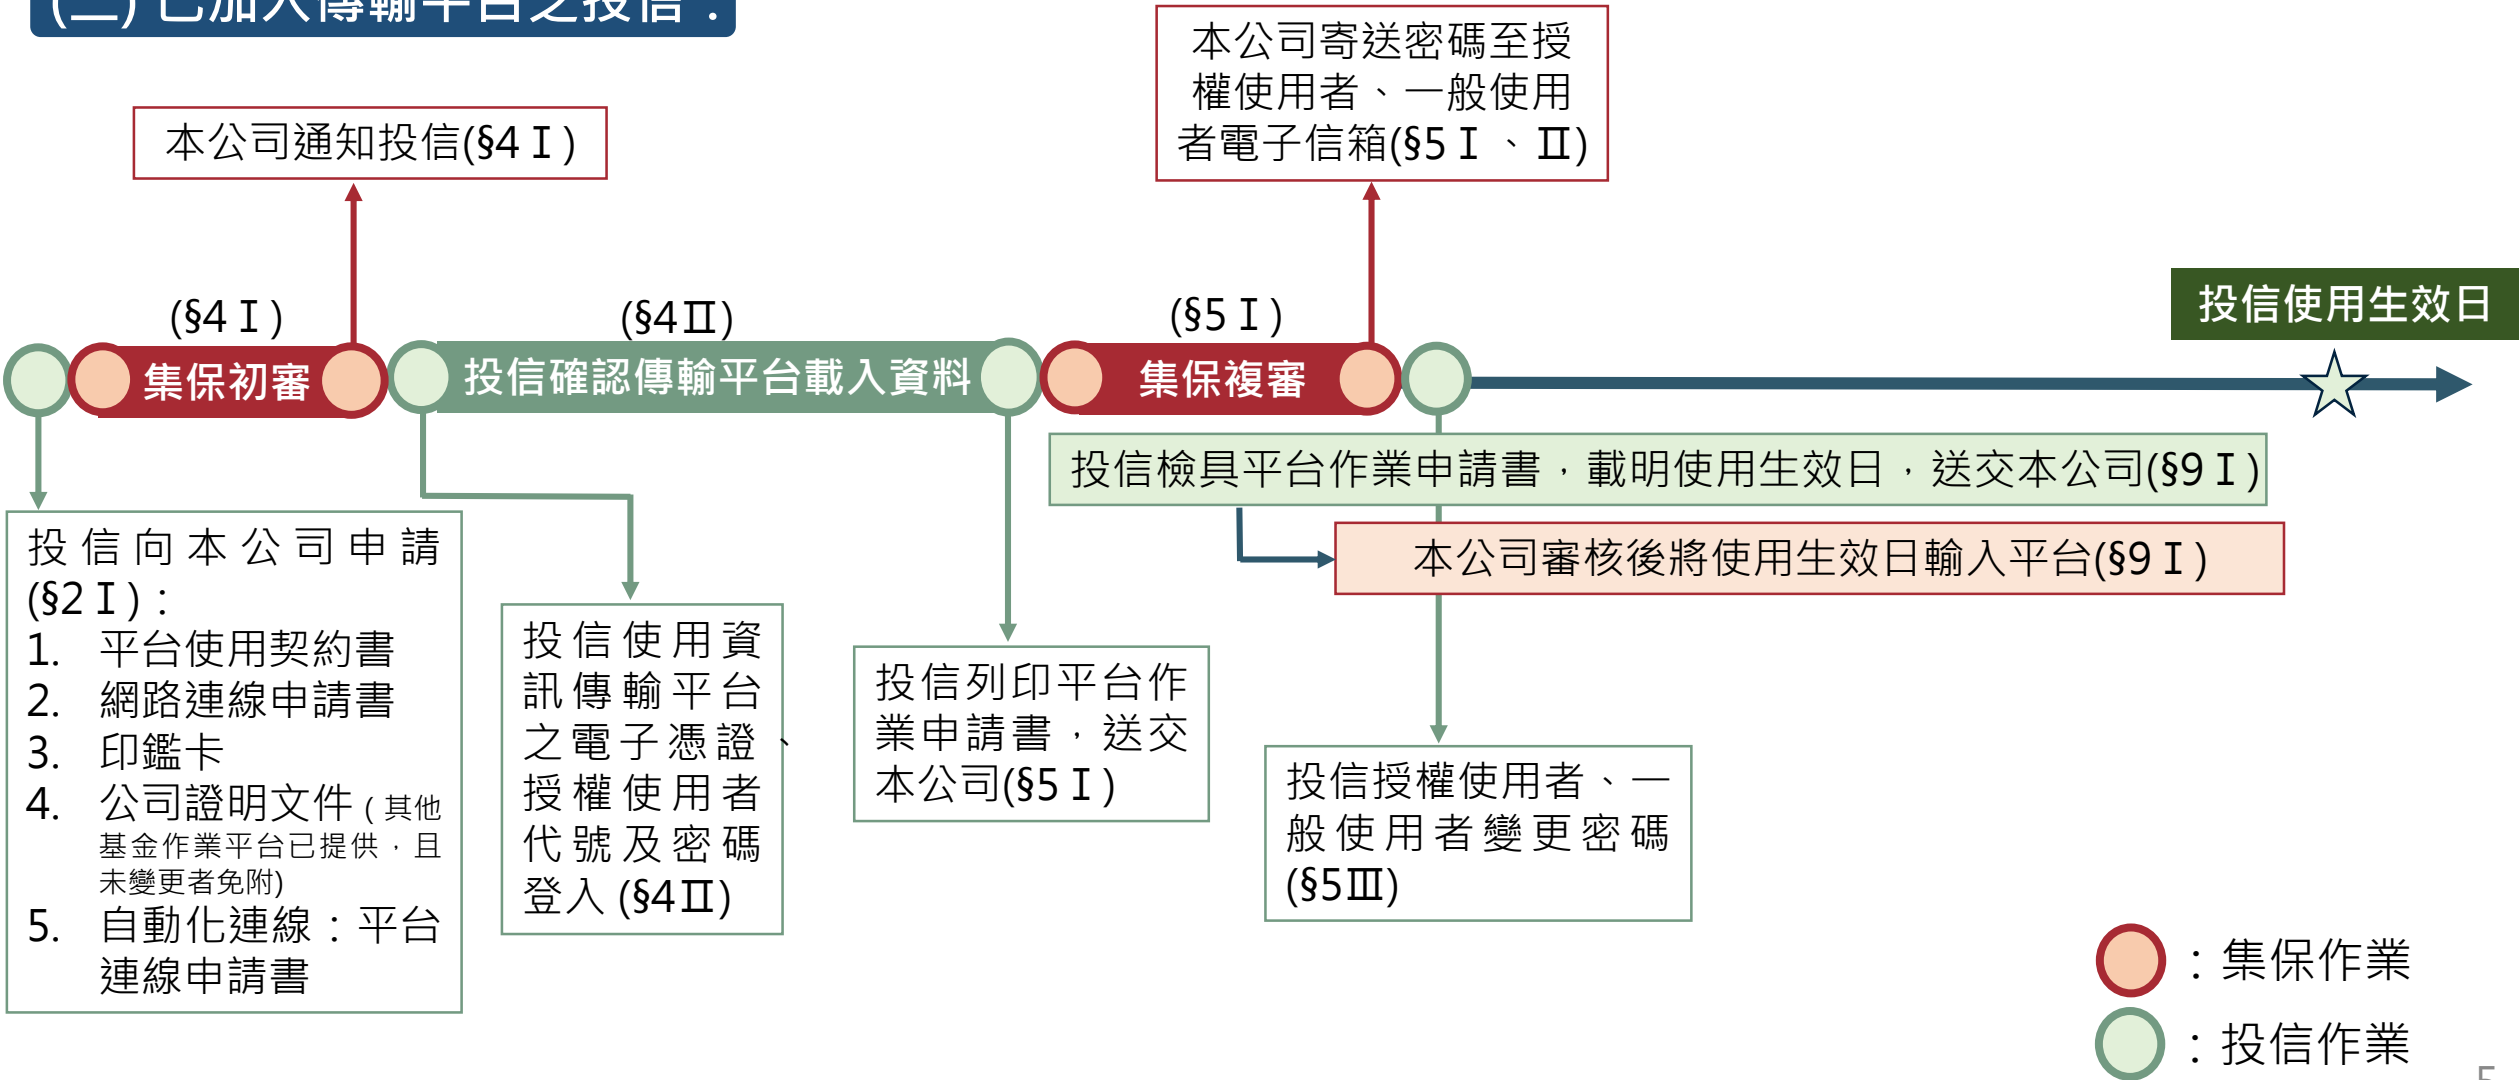 (二) 已加入傳輸平台之投信：
本公司寄送密碼至授
權使用者、一般使用
者電子信箱(§5Ⅰ、Ⅱ)
本公司通知投信(§4Ⅰ)
(§4Ⅰ)
(§4Ⅱ)
(§5Ⅰ)
投信使用生效日
集保初審
投信確認傳輸平台載入資料
集保複審
投信檢具平台作業申請書，載明使用生效日，送交本公司(§9Ⅰ)
本公司審核後將使用生效日輸入平台(§9Ⅰ)
投信向本公司申請
(§2Ⅰ)：
1. 平台使用契約書
2. 網路連線申請書
3. 印鑑卡
4. 公司證明文件 ( 其他
基金作業平台已提供，且
未變更者免附)
5. 自動化連線：平台
連線申請書
投信使用資
訊傳輸平台
之電子憑證、
授權使用者
代號及密碼
登入 (§4Ⅱ)
投信列印平台作
業申請書，送交
本公司(§5Ⅰ)
投信授權使用者、一
般使用者變更密碼
(§5Ⅲ)
：集保作業
：投信作業
5